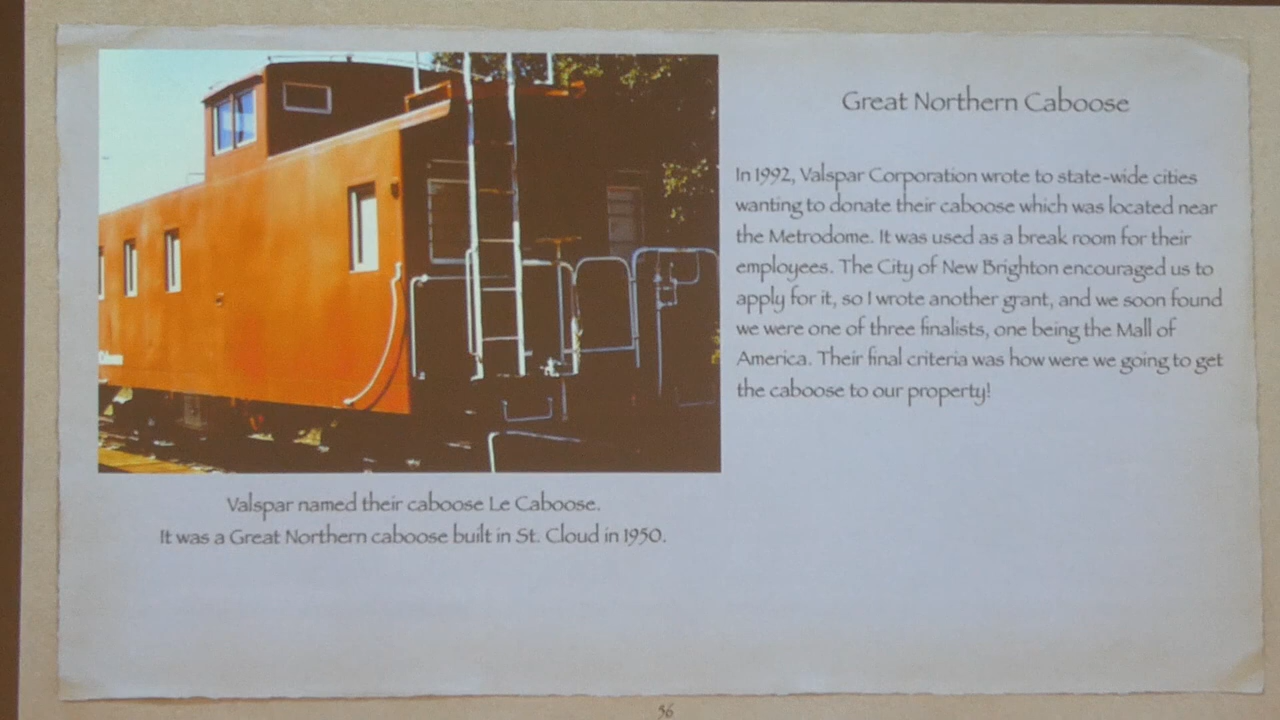 Great Northern Caboose
In 1992, Valspar Corporation wrote to state-wide cities
wanting to donate their caboose which was located near
the Metrodome. It was used as a break room for their
employees. The City of New Brighton encouraged us to
apply for it, so I wrote another grant, and we soon found
we were one of three finalists, one being the Mall of
America. Their final criteria was how were we going to get
the caboose to our property!
Valspar named their caboose Le Caboose.
It was a Great Northern caboose built in St. Cloud in 1950.
56